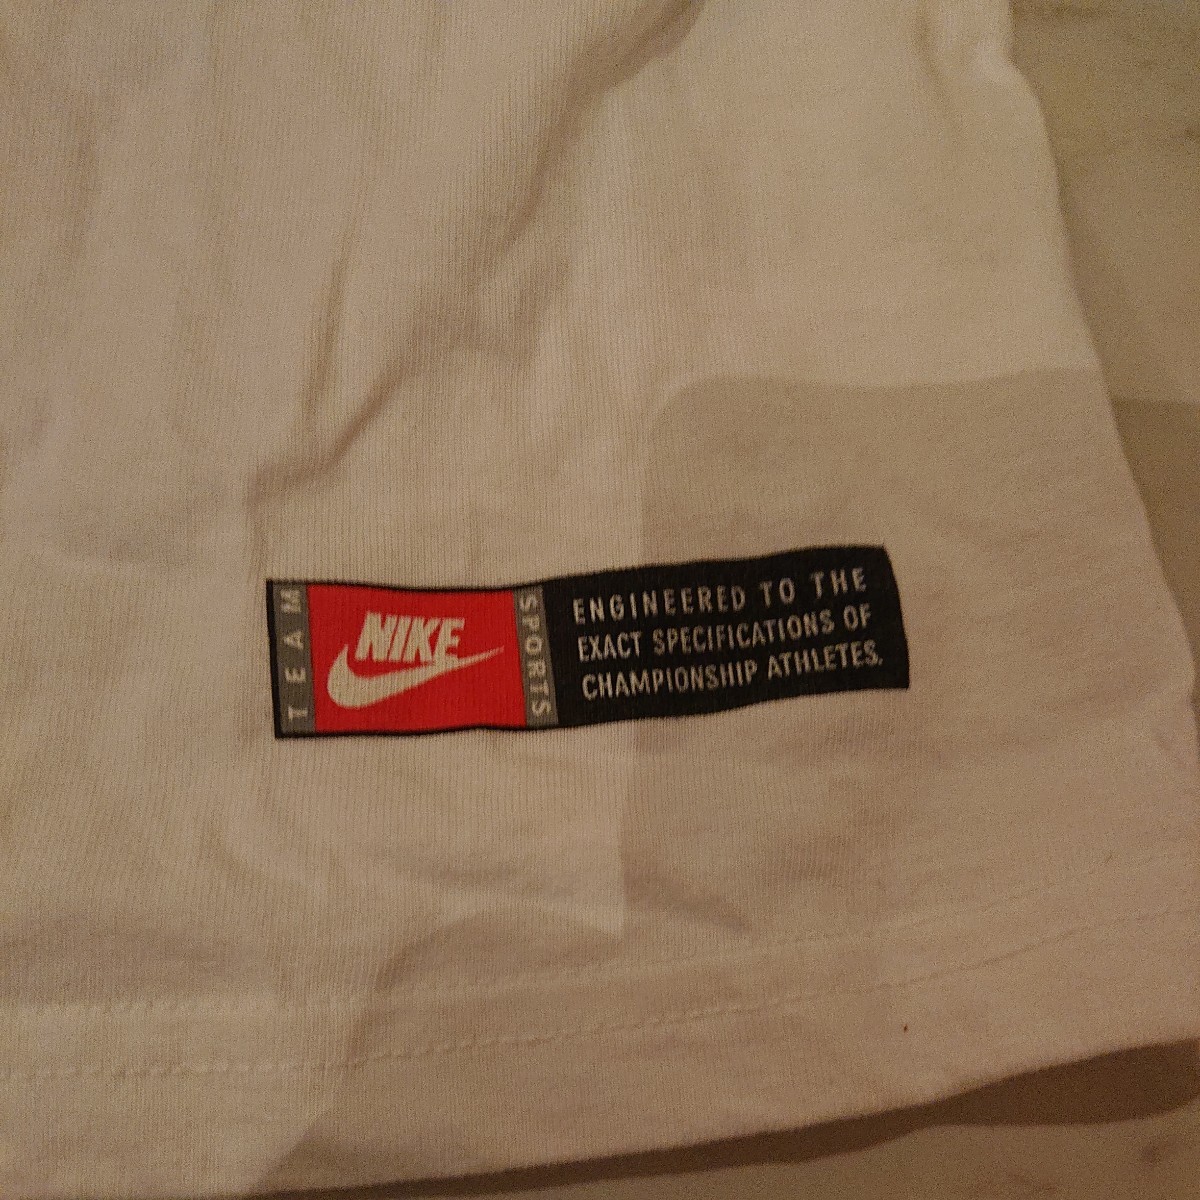 TEAM
NIKE
SPORTS
ENGINEERED TO THE
EXACT SPECIFICATIONS OF
CHAMPIONSHIP ATHLETES.